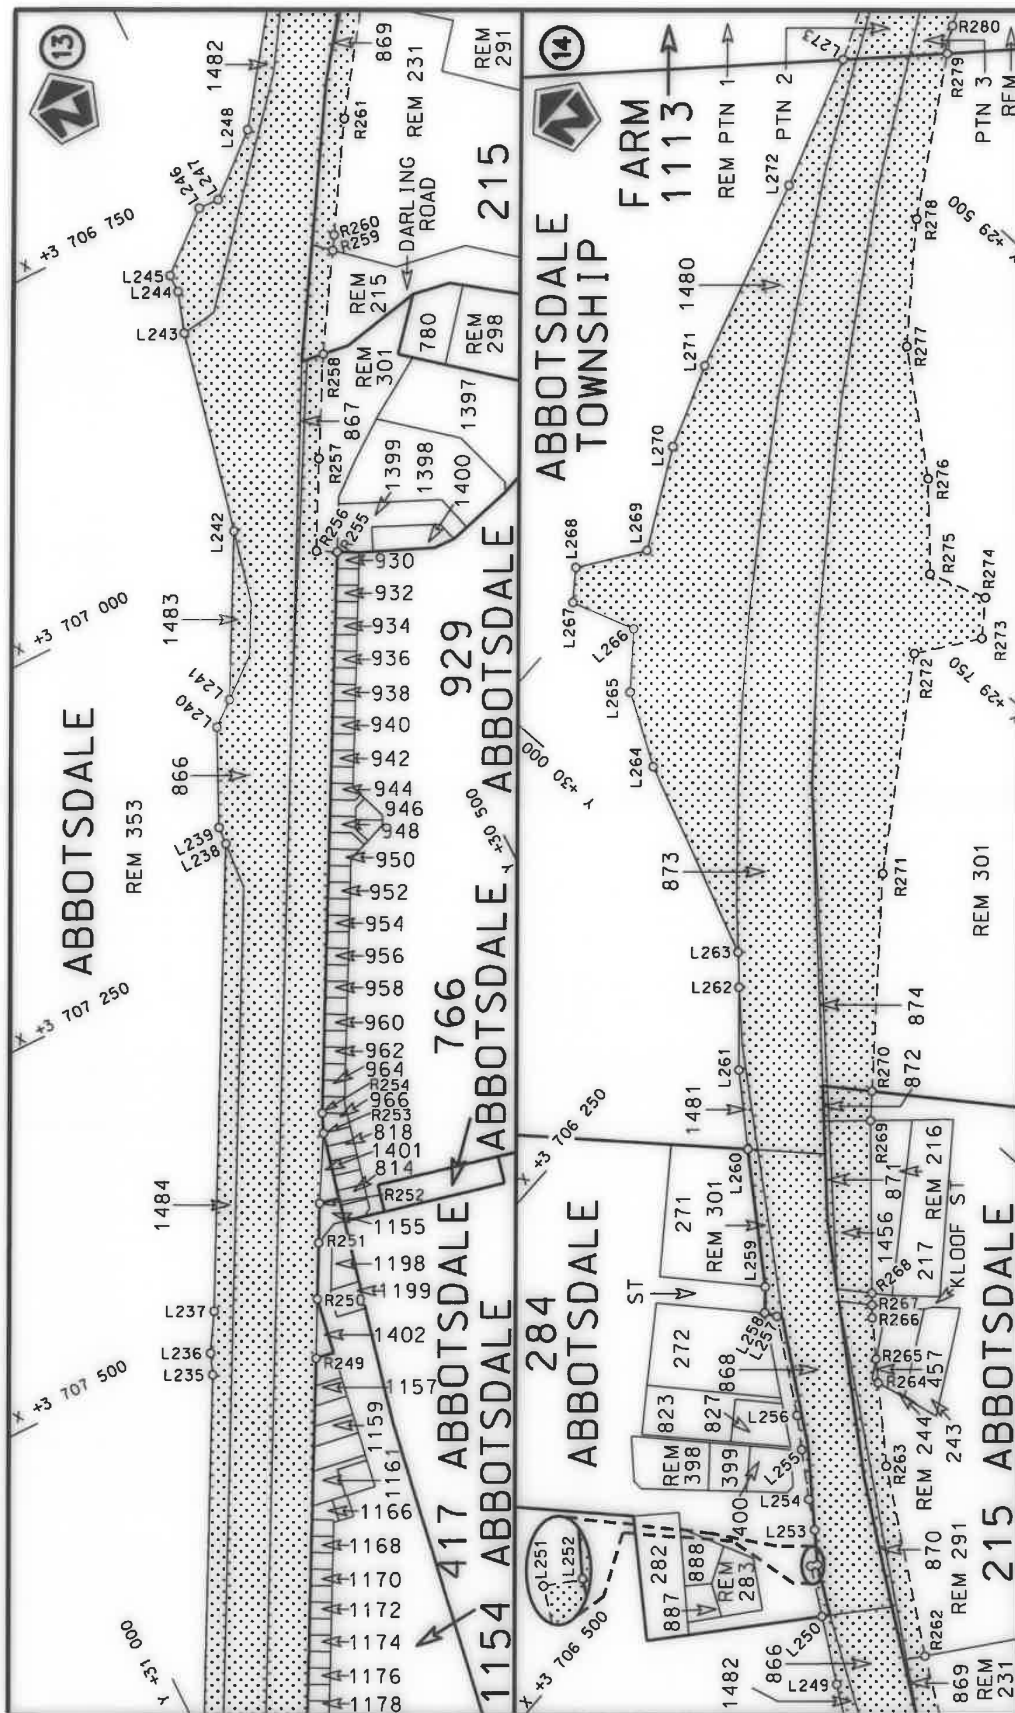 13
1482
869
REM 231
REM
291
L248
L247
L246
R261
X +3 706 750
L245
L244
L243
R260
R259
DARLING
ROAD
215
REM
215
780
REM
298
R258
REM
301
867
1397
R257
1399
1398
1400
L242
R256
R255
930
932
934
936
938
940
942
944
946
948
950
952
954
956
958
960
962
964
R254
966
R253
818
1401
814
R252
1155
R251
1198
1199
R250
1402
R249
1157
1159
1161
1166
1168
1170
1172
1174
1176
1178
X +3 707 000
1483
L241
L240
866
ABBOTSDALE
REM 353
L239
L238
X +3 707 250
1484
L237
L236
L235
X +3 707 500
Y +31 000
929
ABBOTSDALE
Y +30 500
766
ABBOTSDALE
417 ABBOTSDALE
1154 ABBOTSDALE
14
L273
R280
R279
FARM
1113
REM PTN 1
PTN 2
PTN 3
REM
L272
R278
+29 500
ABBOTSDALE
TOWNSHIP
1480
L271
R277
L270
R276
L269
L268
R275
R274
L267
L266
R273
R272
L265
+29 750
Y +30 000
L264
873
R271
REM 301
L263
L262
874
L261
R270
872
1481
X +3 706 250
R269
L260
271
REM 301
871
REM 216
1456
L259
217
KLOOF ST
R268
R267
R266
ST
284
ABBOTSDALE
L258
L257
272
868
R265
R264
457
823
827
L256
REM
398
399
400
L255
R263
REM 244
243
L254
L253
L251
L252
282
888
REM
283
887
870
REM 291
215 ABBOTSDALE
X +3 706 500
L250
R262
1482
866
L249
869
REM
231